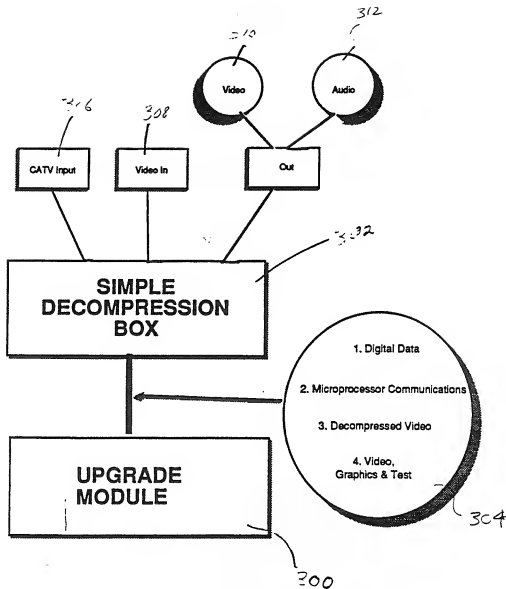 312
Video
Audio
308
CATV Input
Video In
Out
SIMPLE
DECOMPRESSION
BOX
1. Digital Data
2. Microprocessor Communications
3. Decompressed Video
4. Video,
Graphics & Test
304
UPGRADE
MODULE
300